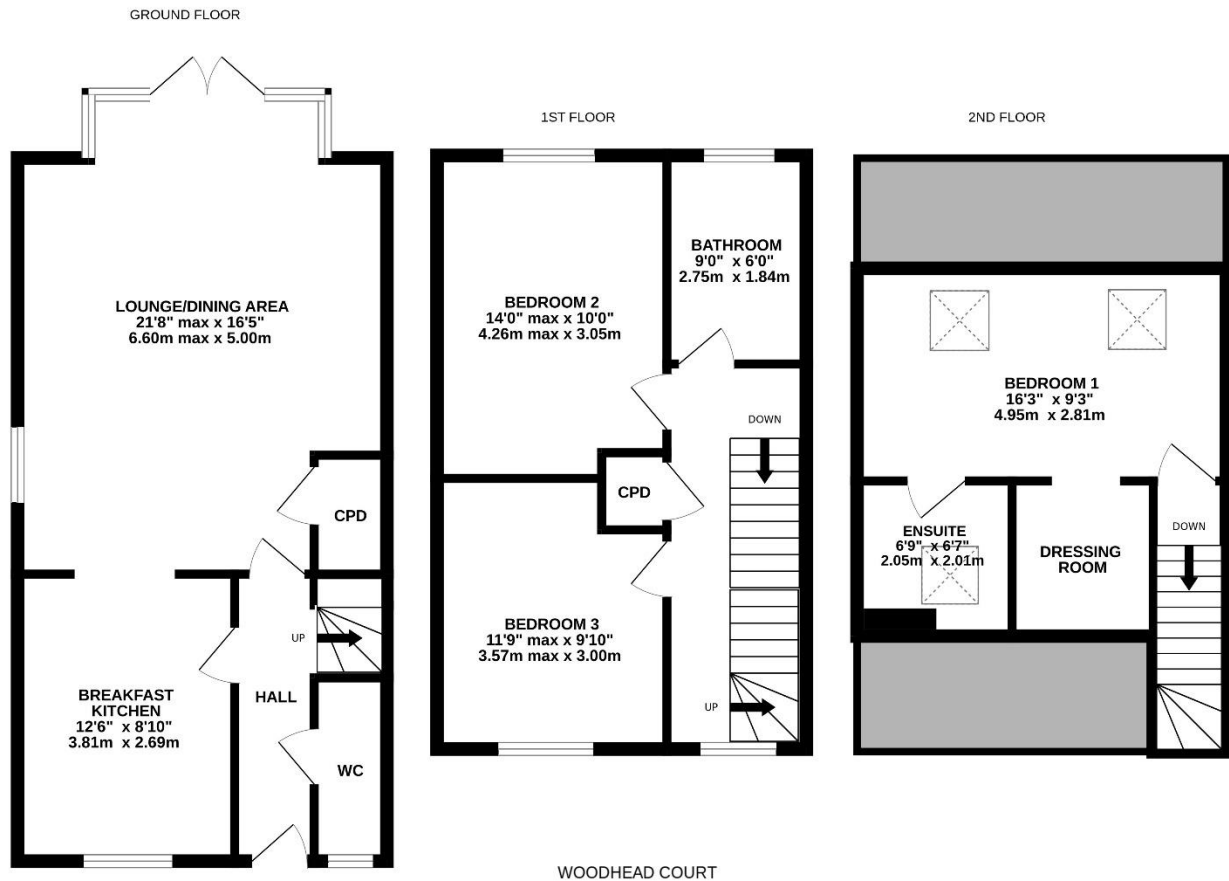 GROUND FLOOR
LOUNGE/DINING AREA
21'8" max x 16'5"
6.60m max x 5.00m
CPD
UP
BREAKFAST
KITCHEN
12'6" x 8'10"
3.81m x 2.69m
HALL
WC
1ST FLOOR
BATHROOM
9'0" x 6'0"
2.75m x 1.84m
BEDROOM 2
14'0" max x 10'0"
4.26m max x 3.05m
DOWN
CPD
BEDROOM 3
11'9" max x 9'10"
3.57m max x 3.00m
UP
2ND FLOOR
BEDROOM 1
16'3" x 9'3"
4.95m x 2.81m
ENSUITE
6'9" x 6'7"
2.05m x 2.01m
DRESSING
ROOM
DOWN
WOODHEAD COURT